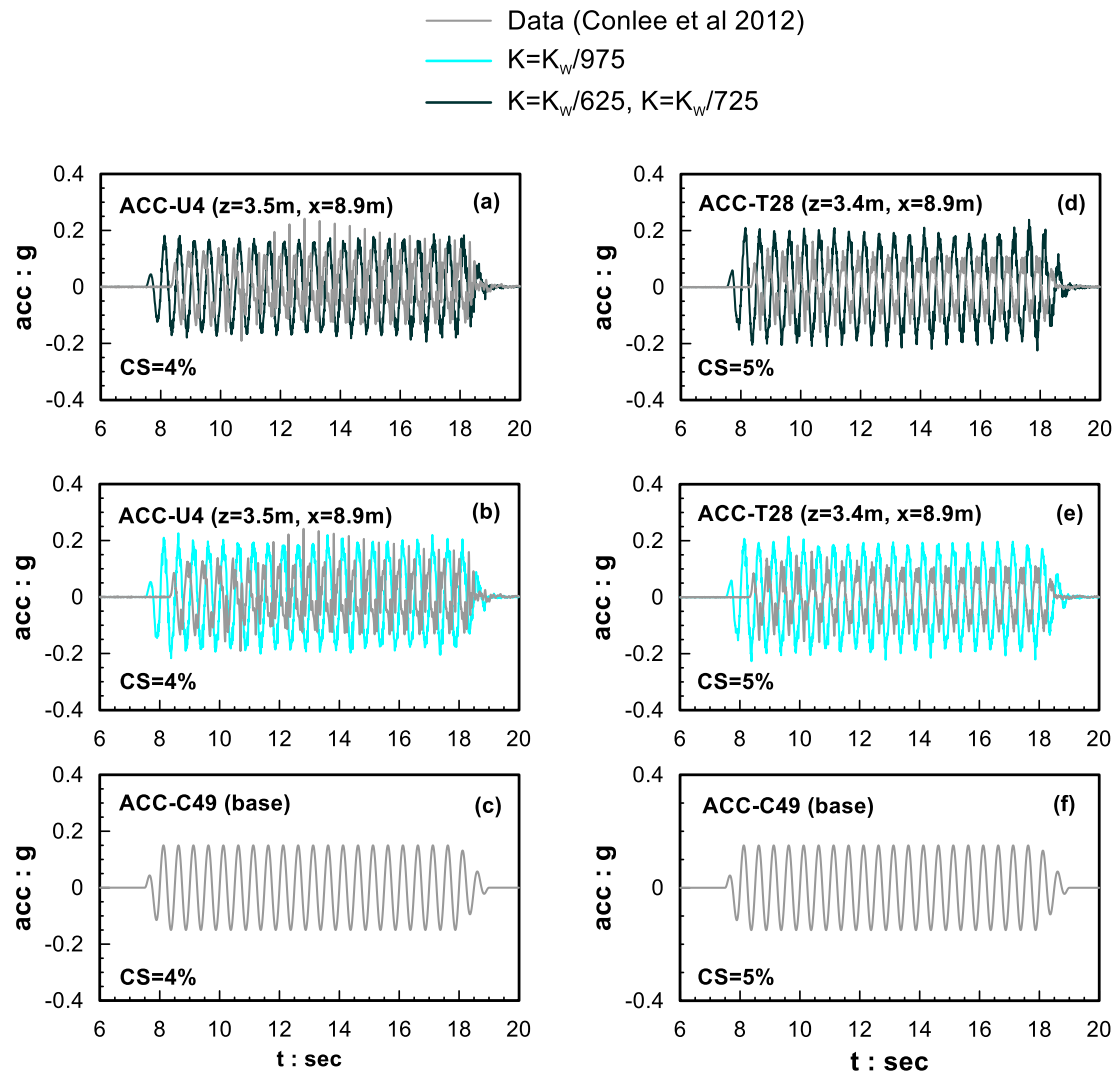 Data (Conlee et al 2012)
K=Kw/975
K=Kw/625, K=Kw/725
0.4
0.2
0
-0.2
-0.4
acc : g
ACC-U4 (z=3.5m, x=8.9m)
(a)
CS=4%
6 8 10 12 14 16 18 20
0.4
0.2
0
-0.2
-0.4
acc : g
ACC-T28 (z=3.4m, x=8.9m)
(d)
CS=5%
6 8 10 12 14 16 18 20
0.4
0.2
0
-0.2
-0.4
acc : g
ACC-U4 (z=3.5m, x=8.9m)
(b)
CS=4%
6 8 10 12 14 16 18 20
0.4
0.2
0
-0.2
-0.4
acc : g
ACC-T28 (z=3.4m, x=8.9m)
(e)
CS=5%
6 8 10 12 14 16 18 20
0.4
0.2
0
-0.2
-0.4
acc : g
ACC-C49 (base)
(c)
CS=4%
6 8 10 12 14 16 18 20
t : sec
0.4
0.2
0
-0.2
-0.4
acc : g
ACC-C49 (base)
(f)
CS=5%
6 8 10 12 14 16 18 20
t : sec